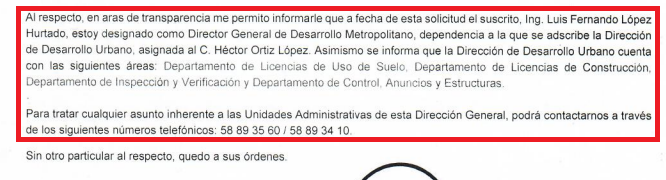 Al respecto, en aras de transparencia me permito informarle que a fecha de esta solicitud el suscrito, Ing. Luis Fernando López
Hurtado, estoy designado como Director General de Desarrollo Metropolitano, dependencia a la que se adscribe la Dirección
de Desarrollo Urbano, asignada al C. Héctor Ortiz López. Asimismo se informa que la Dirección de Desarrollo Urbano cuenta
con las siguientes áreas: Departamento de Licencias de Uso de Suelo, Departamento de Licencias de Construcción,
Departamento de Inspección y Verificación y Departamento de Control, Anuncios y Estructuras.
Para tratar cualquier asunto inherente a las Unidades Administrativas de esta Dirección General, podrá contactarnos a través
de los siguientes números telefónicos: 58 89 35 60 / 58 89 34 10.
Sin otro particular al respecto, quedo a sus órdenes.